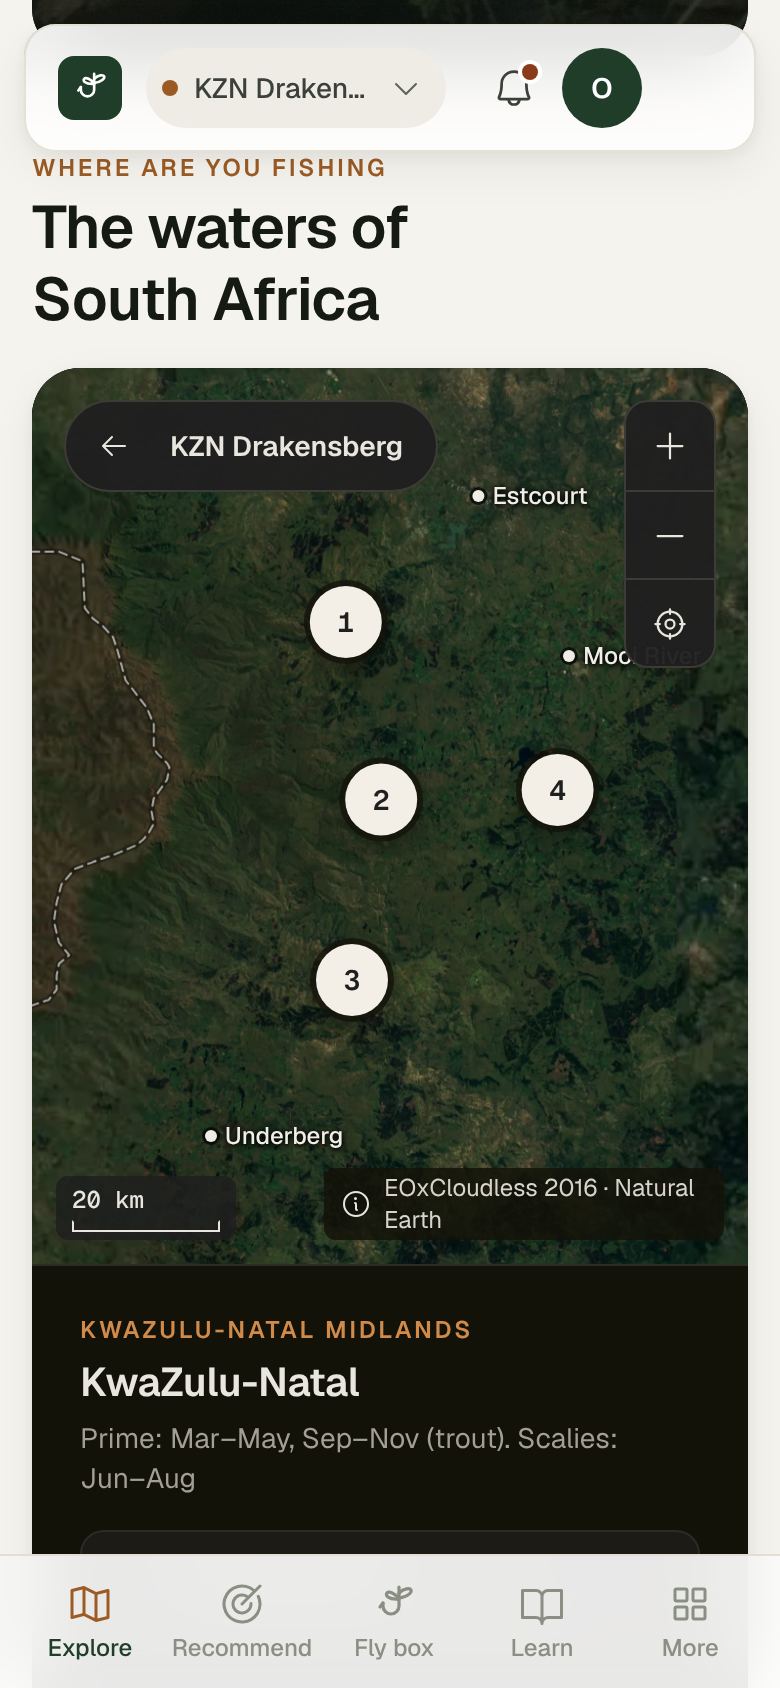 KZN Draken...
O
WHERE ARE YOU FISHING
The waters of
South Africa
KZN Drakensberg
Estcourt
1
Mooi River
2
4
3
Underberg
20 km
EOxCloudless 2016 · Natural
Earth
KWAZULU-NATAL MIDLANDS
KwaZulu-Natal
Prime: Mar–May, Sep–Nov (trout). Scalies:
Jun–Aug
Explore
Recommend
Fly box
Learn
More